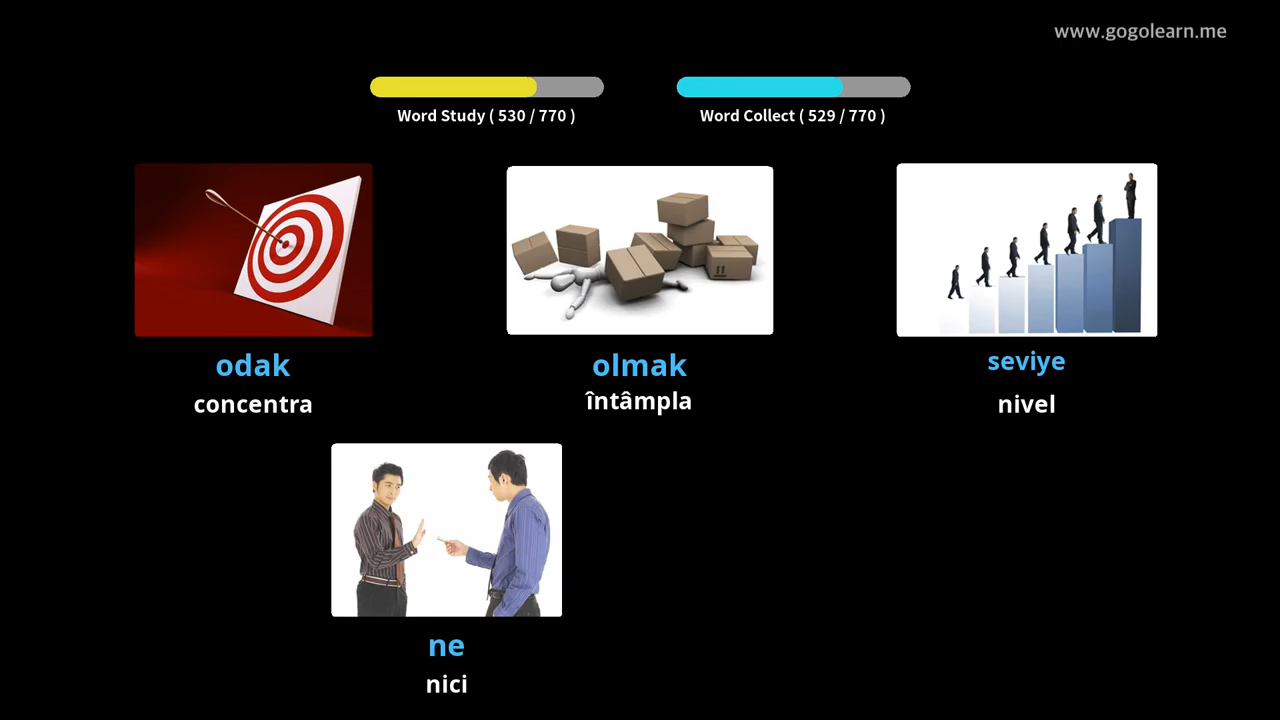 www.gogolearn.me
Word Study ( 530 / 770 )
Word Collect ( 529 / 770 )
odak
concentra
olmak
întâmpla
seviye
nivel
ne
nici